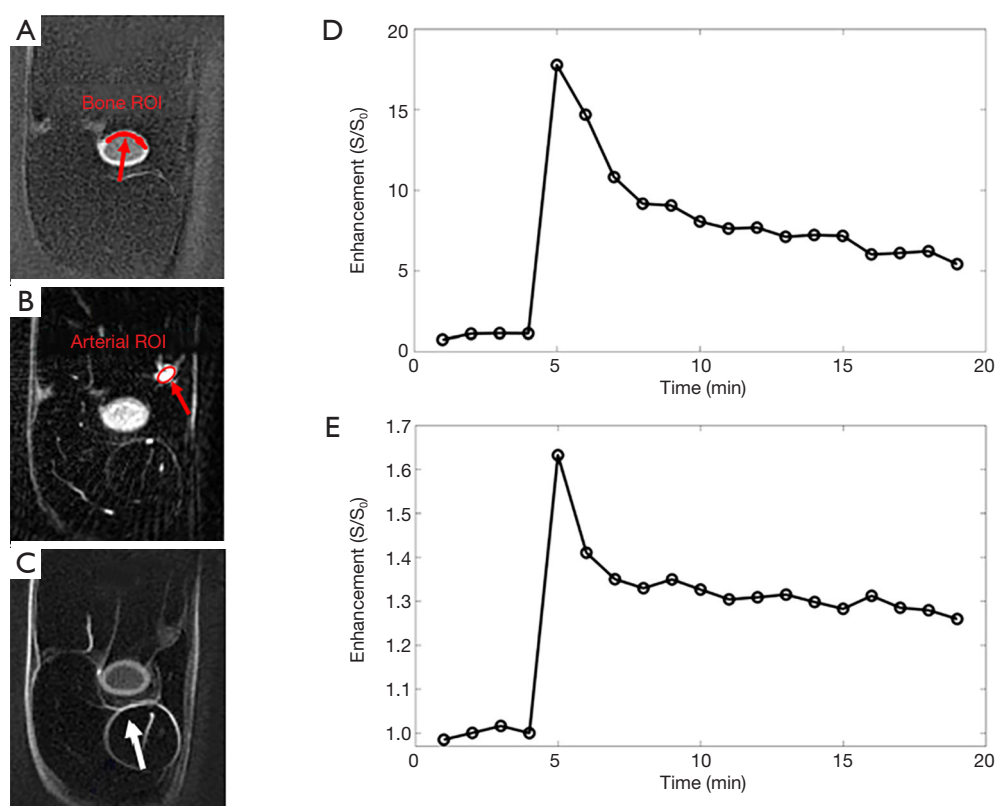 A
Bone ROI
B
Arterial ROI
C
D
Enhancement (S/S₀)
20
15
10
5
0
0 5 10 15 20
Time (min)
E
Enhancement (S/S₀)
1.7
1.6
1.5
1.4
1.3
1.2
1.1
1.0
0 5 10 15 20
Time (min)